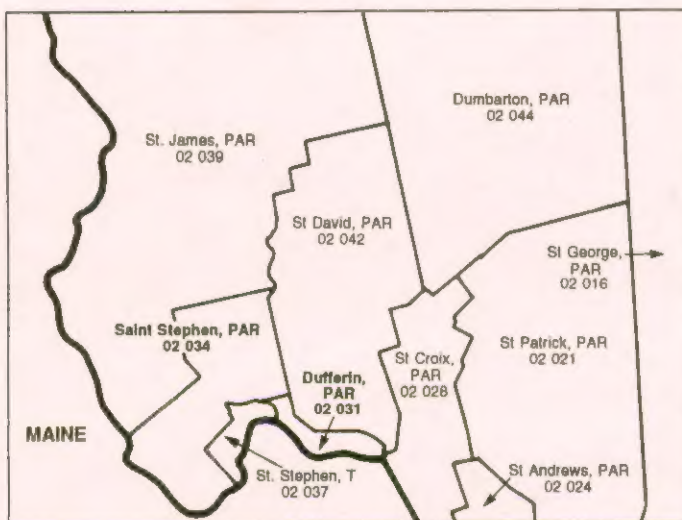 Dumbarton, PAR
02 044
St. James, PAR
02 039
St David, PAR
02 042
St George,
PAR
02 016
Saint Stephen, PAR
02 034
St Patrick, PAR
02 021
St Croix,
PAR
02 028
Dufferin,
PAR
02 031
MAINE
St. Stephen, T
02 037
St Andrews, PAR
02 024